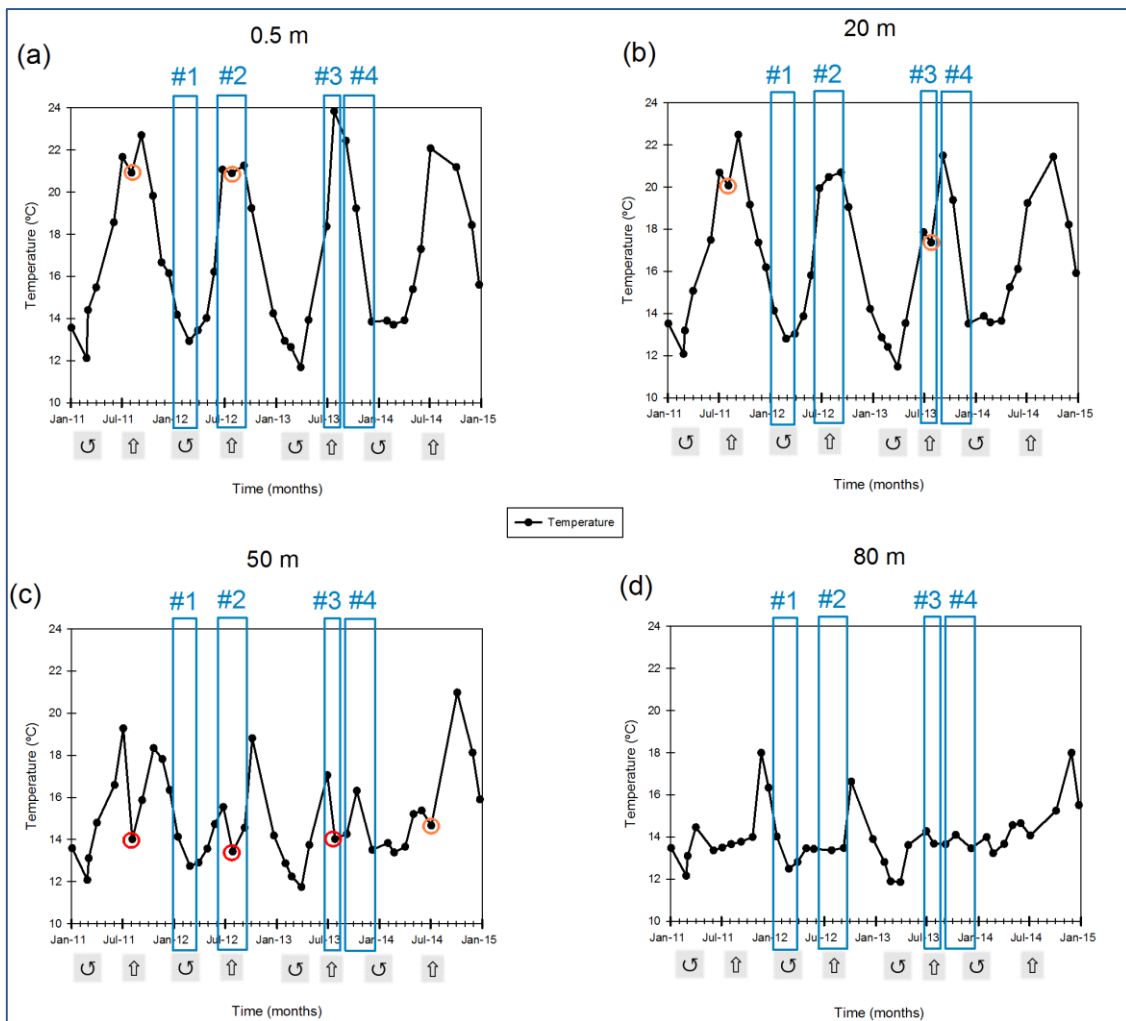 0.5 m
(a)
#1 #2 #3 #4
24
22
20
18
16
14
12
10
Temperature (ºC)
Jan-11 Jul-11 Jan-12 Jul-12 Jan-13 Jul-13 Jan-14 Jul-14 Jan-15
↺ ⇧ ↺ ⇧ ↺ ⇧ ↺ ⇧
Time (months)
20 m
(b)
#1 #2 #3 #4
24
22
20
18
16
14
12
10
Temperature (ºC)
Jan-11 Jul-11 Jan-12 Jul-12 Jan-13 Jul-13 Jan-14 Jul-14 Jan-15
↺ ⇧ ↺ ⇧ ↺ ⇧ ↺ ⇧
Time (months)
Temperature
50 m
(c)
#1 #2 #3 #4
24
22
20
18
16
14
12
10
Temperature (ºC)
Jan-11 Jul-11 Jan-12 Jul-12 Jan-13 Jul-13 Jan-14 Jul-14 Jan-15
↺ ⇧ ↺ ⇧ ↺ ⇧ ↺ ⇧
Time (months)
80 m
(d)
#1 #2 #3 #4
24
22
20
18
16
14
12
10
Temperature (ºC)
Jan-11 Jul-11 Jan-12 Jul-12 Jan-13 Jul-13 Jan-14 Jul-14 Jan-15
↺ ⇧ ↺ ⇧ ↺ ⇧ ↺ ⇧
Time (months)